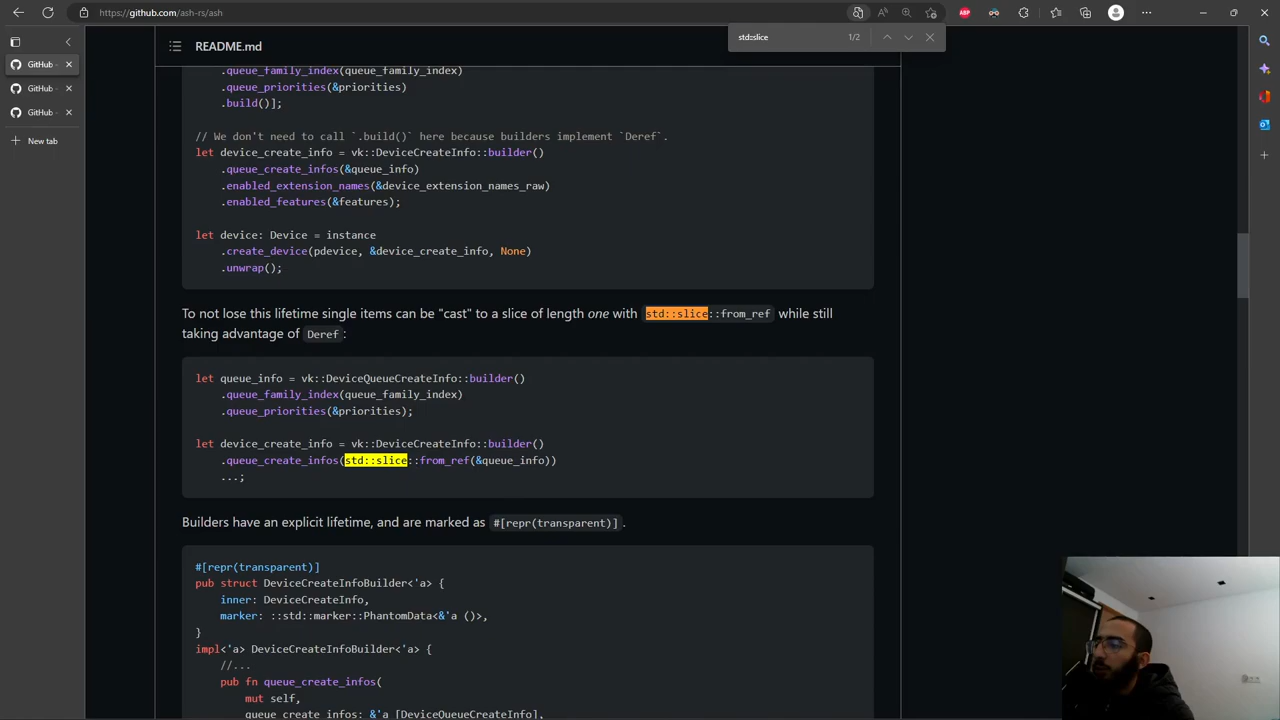 https://github.com/ash-rs/ash
ABP
std::slice
1/2
GitHub
GitHub
GitHub
New tab
README.md
.queue_family_index(queue_family_index)
.queue_priorities(&priorities)
.build()];
// We don't need to call `.build()` here because builders implement `Deref`.
let device_create_info = vk::DeviceCreateInfo::builder()
.queue_create_infos(&queue_info)
.enabled_extension_names(&device_extension_names_raw)
.enabled_features(&features);
let device: Device = instance
.create_device(pdevice, &device_create_info, None)
.unwrap();
To not lose this lifetime single items can be "cast" to a slice of length one with std::slice::from_ref while still
taking advantage of Deref:
let queue_info = vk::DeviceQueueCreateInfo::builder()
.queue_family_index(queue_family_index)
.queue_priorities(&priorities);
let device_create_info = vk::DeviceCreateInfo::builder()
.queue_create_infos(std::slice::from_ref(&queue_info))
...;
Builders have an explicit lifetime, and are marked as #[repr(transparent)].
#[repr(transparent)]
pub struct DeviceCreateInfoBuilder<'a> {
inner: DeviceCreateInfo,
marker: ::std::marker::PhantomData<&'a ()>,
}
impl<'a> DeviceCreateInfoBuilder<'a> {
//...
pub fn queue_create_infos(
mut self,
queue_create_infos: &'a [DeviceQueueCreateInfo],